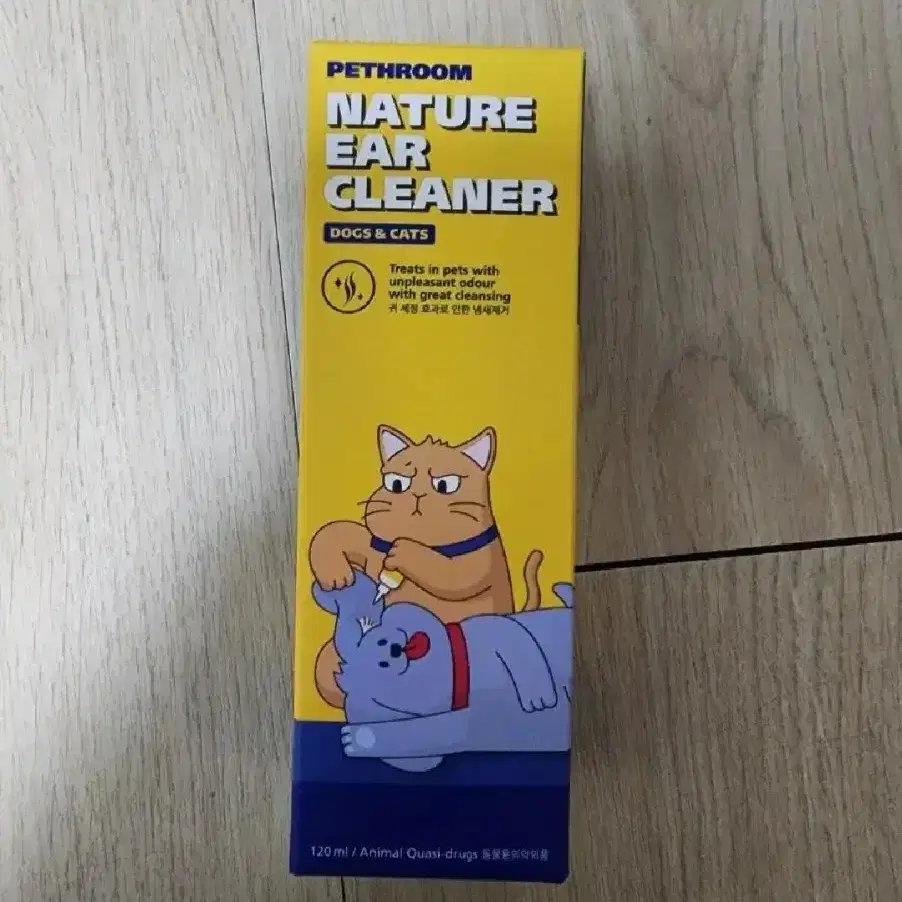 PETHROOM
NATURE
EAR
CLEANER
DOGS & CATS
Treats in pets with
unpleasant odour
with great cleansing
귀 세정 효과로 인한 냄새제거
120 ml / Animal Quasi-drugs 동물용의약외품